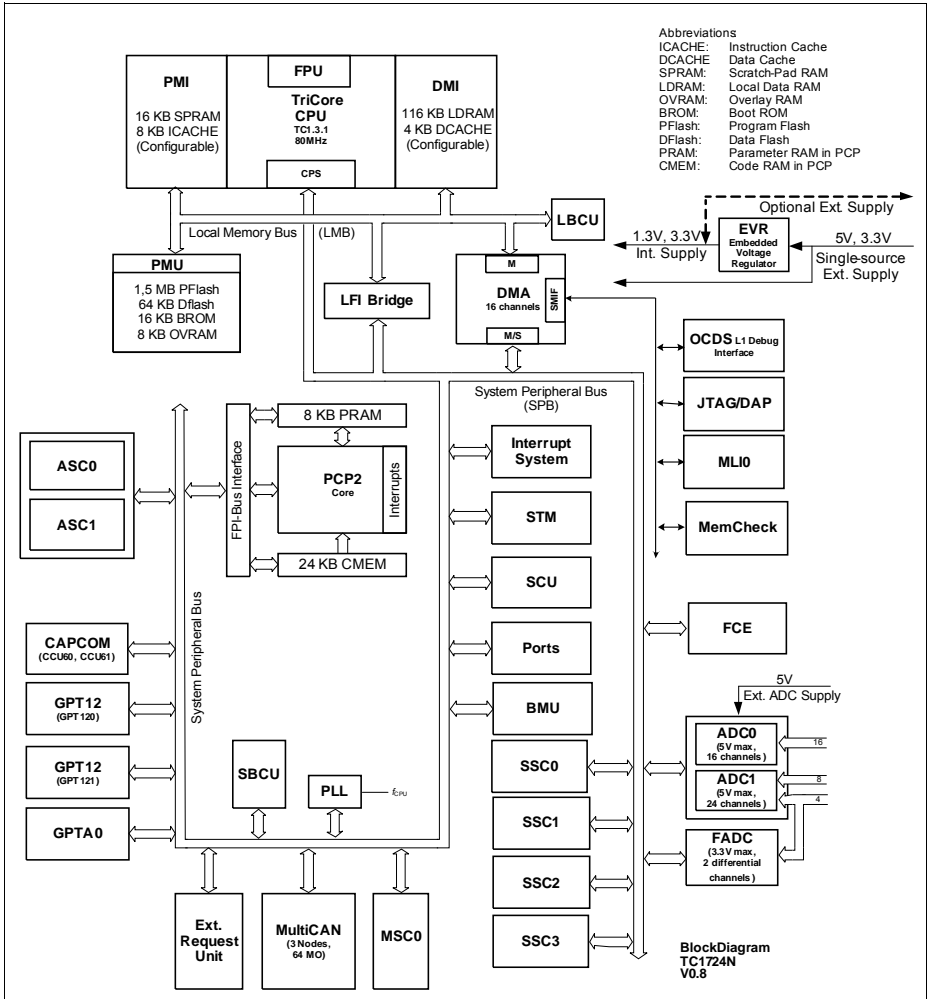 Abbreviations:
ICACHE: Instruction Cache
DCACHE Data Cache
SPRAM: Scratch-Pad RAM
LDRAM: Local Data RAM
OVRAM: Overlay RAM
BROM: Boot ROM
PFlash: Program Flash
DFlash: Data Flash
PRAM: Parameter RAM in PCP
CMEM: Code RAM in PCP
PMI
16 KB SPRAM
8 KB ICACHE
(Configurable)
FPU
TriCore
CPU
TC1.3.1
80MHz
CPS
DMI
116 KB LDRAM
4 KB DCACHE
(Configurable)
Local Memory Bus (LMB)
LBCU
Optional Ext. Supply
EVR
Embedded
Voltage
Regulator
1.3V, 3.3V
Int. Supply
5V, 3.3V
Single-source
Ext. Supply
PMU
1,5 MB PFlash
64 KB Dflash
16 KB BROM
8 KB OVRAM
LFI Bridge
M
DMA
16 channels
SMIF
M/S
OCDS L1 Debug
Interface
JTAG/DAP
MLI0
MemCheck
System Peripheral Bus
(SPB)
ASC0
ASC1
FPI-Bus Interface
8 KB PRAM
PCP2
Core
Interrupts
24 KB CMEM
Interrupt
System
STM
SCU
Ports
BMU
FCE
System Peripheral Bus
CAPCOM
(CCU60, CCU61)
GPT12
(GPT120)
GPT12
(GPT121)
GPTA0
SBCU
PLL
fCPU
5V
Ext. ADC Supply
ADC0
(5V max,
16 channels)
16
ADC1
(5V max,
24 channels)
8
4
FADC
(3.3V max,
2 differential
channels)
SSC0
SSC1
SSC2
SSC3
Ext.
Request
Unit
MultiCAN
(3 Nodes,
64 MO)
MSC0
BlockDiagram
TC1724N
V0.8